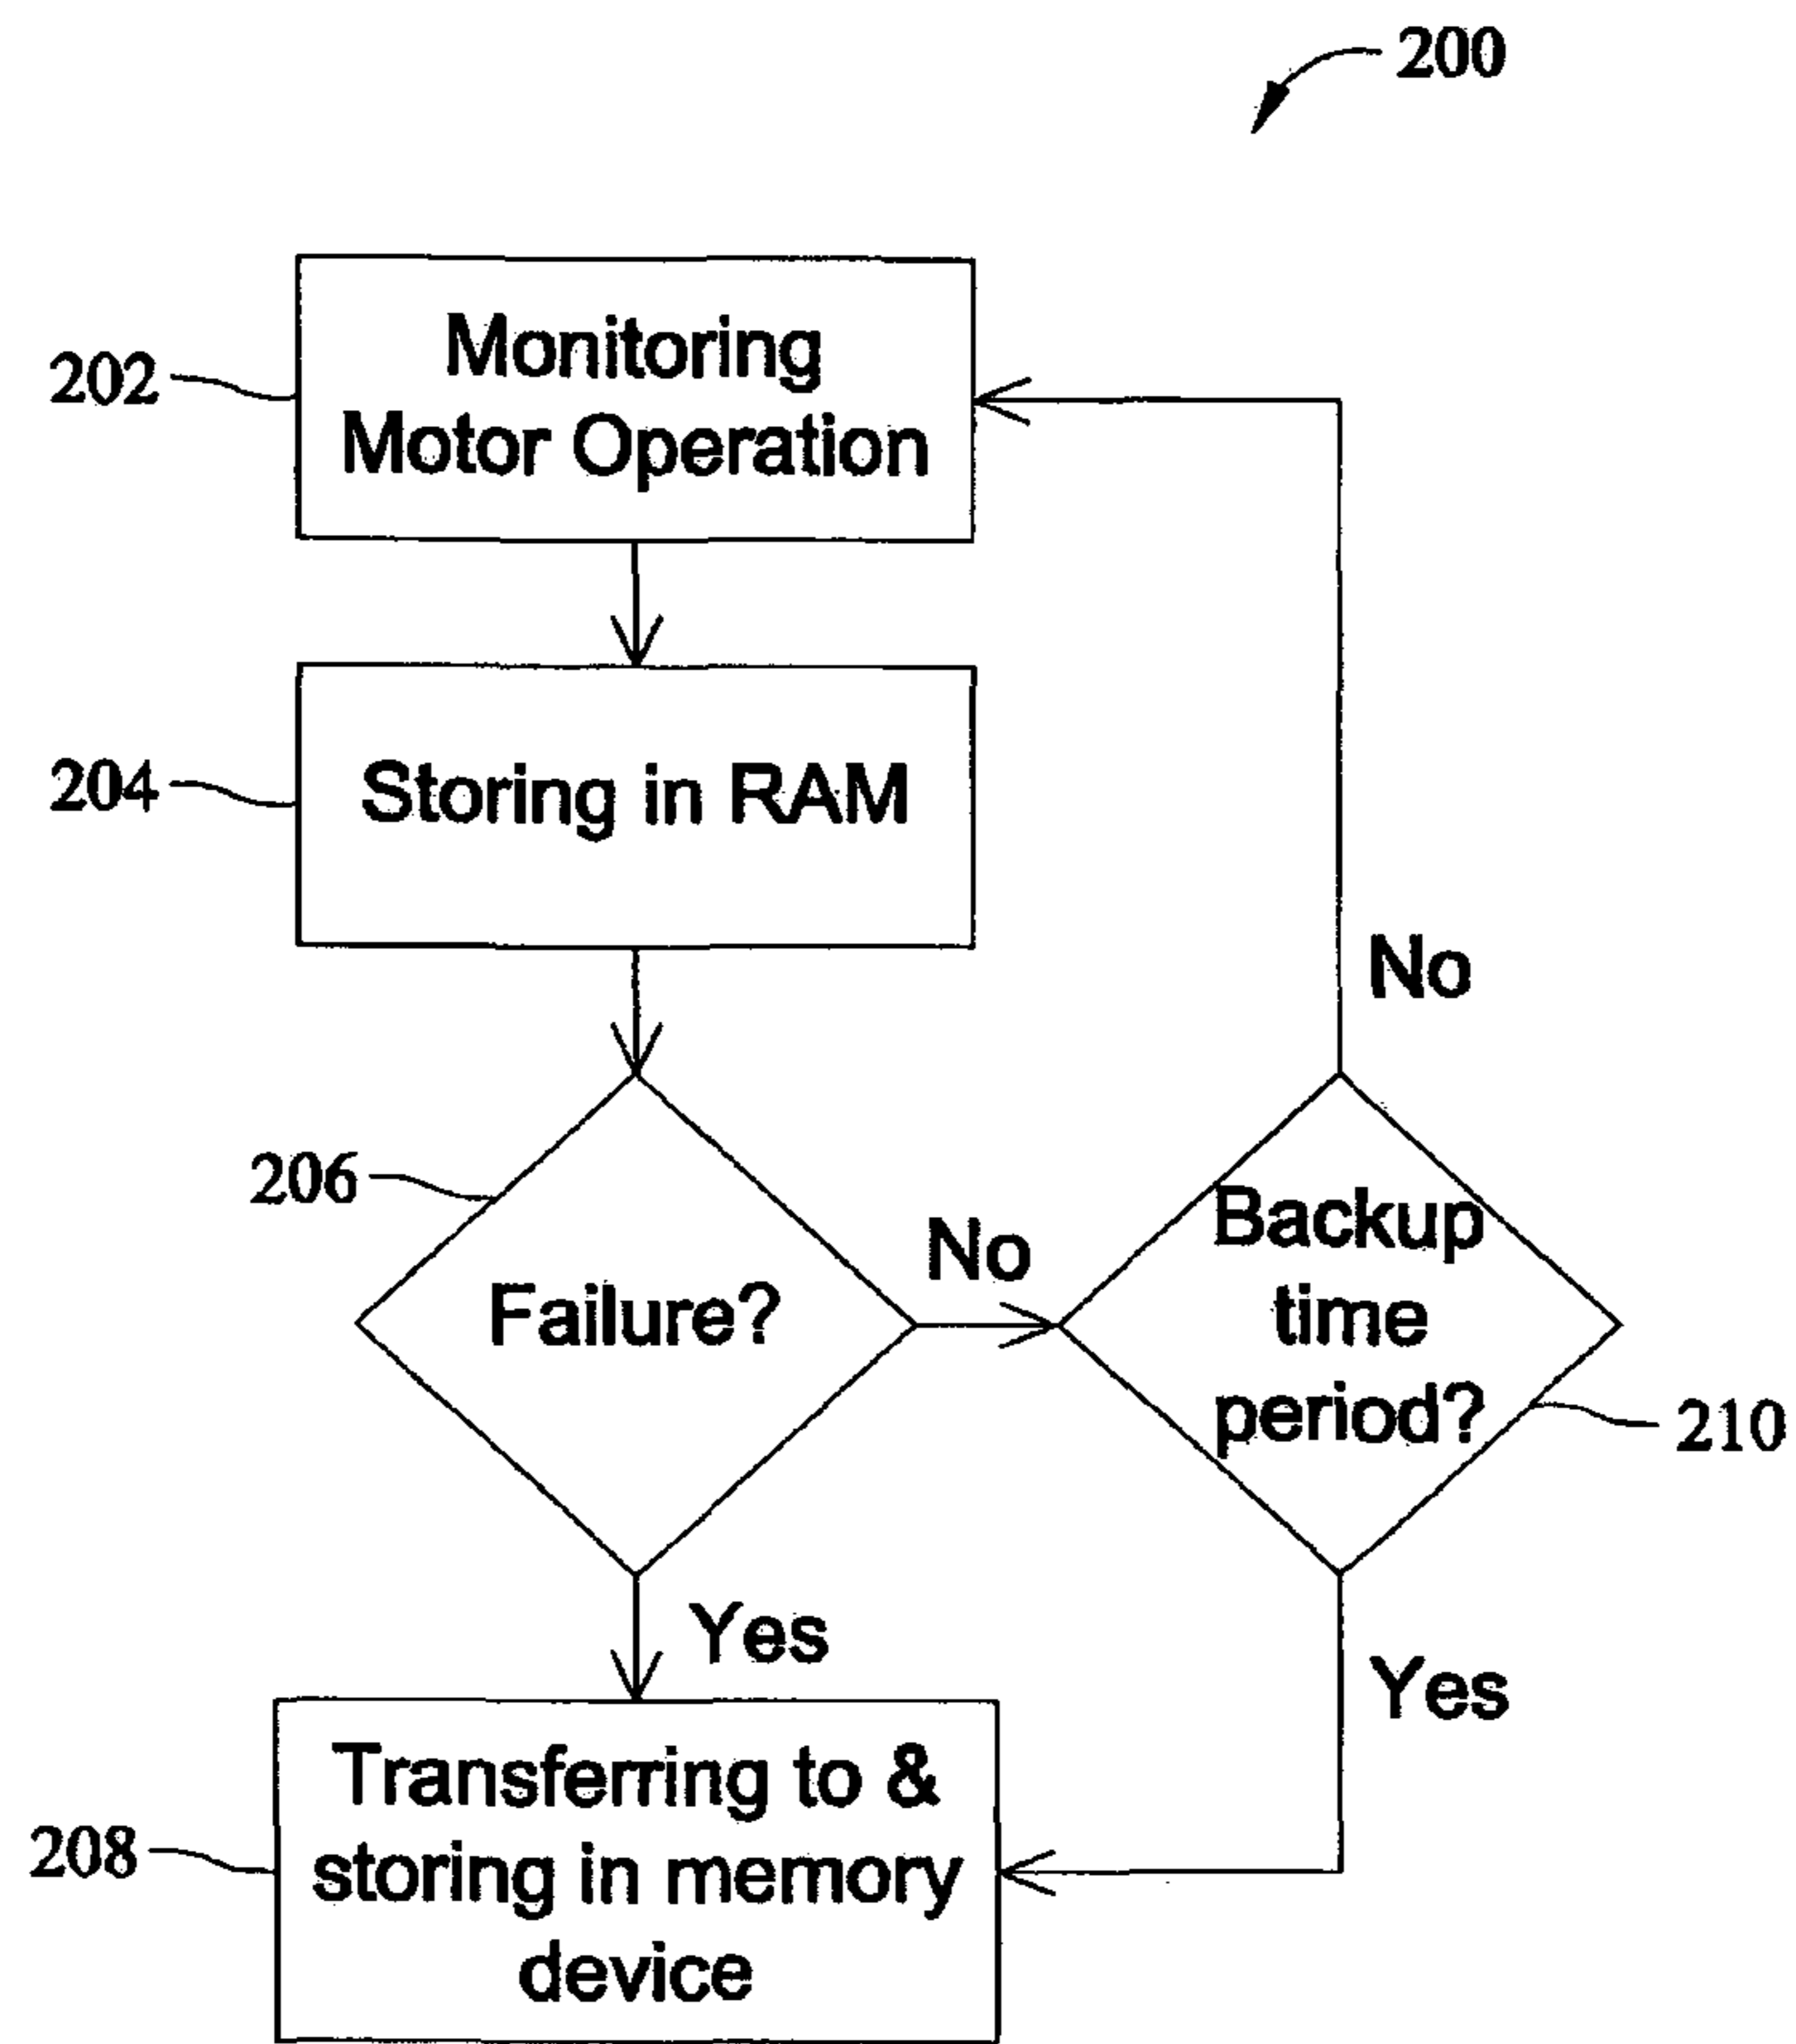 200
202
Monitoring
Motor Operation
204
Storing in RAM
No
206
Failure?
No
Backup
time
period?
210
Yes
Yes
208
Transferring to &
storing in memory
device